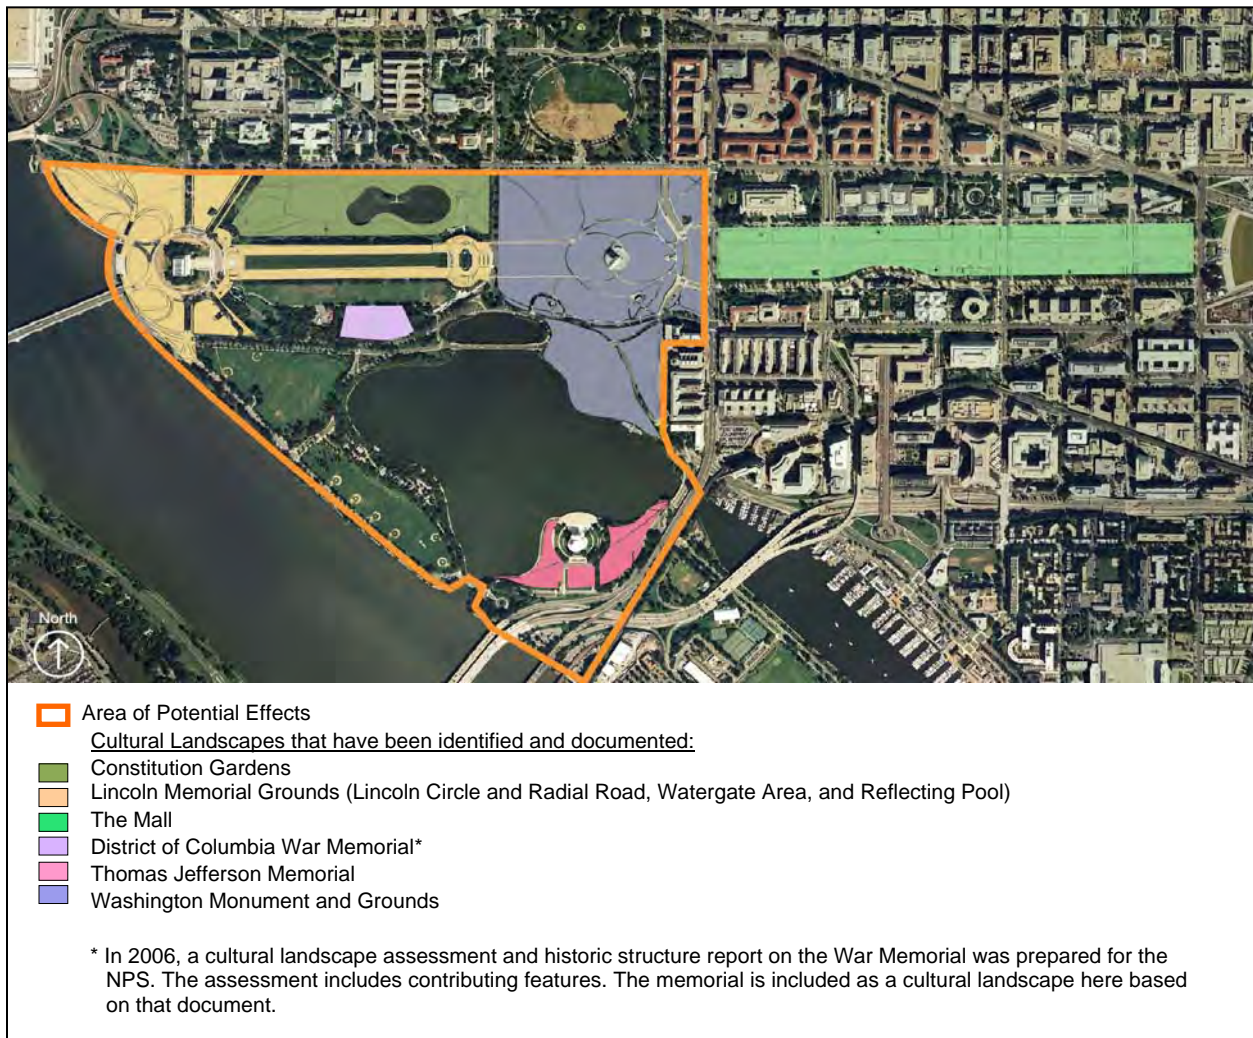 North
Area of Potential Effects
Cultural Landscapes that have been identified and documented:
Constitution Gardens
Lincoln Memorial Grounds (Lincoln Circle and Radial Road, Watergate Area, and Reflecting Pool)
The Mall
District of Columbia War Memorial*
Thomas Jefferson Memorial
Washington Monument and Grounds
* In 2006, a cultural landscape assessment and historic structure report on the War Memorial was prepared for the
NPS. The assessment includes contributing features. The memorial is included as a cultural landscape here based
on that document.